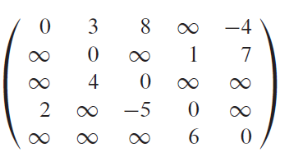 0 3 8 ∞ −4
∞ 0 ∞ 1 7
∞ 4 0 ∞ ∞
2 ∞ −5 0 ∞
∞ ∞ ∞ 6 0